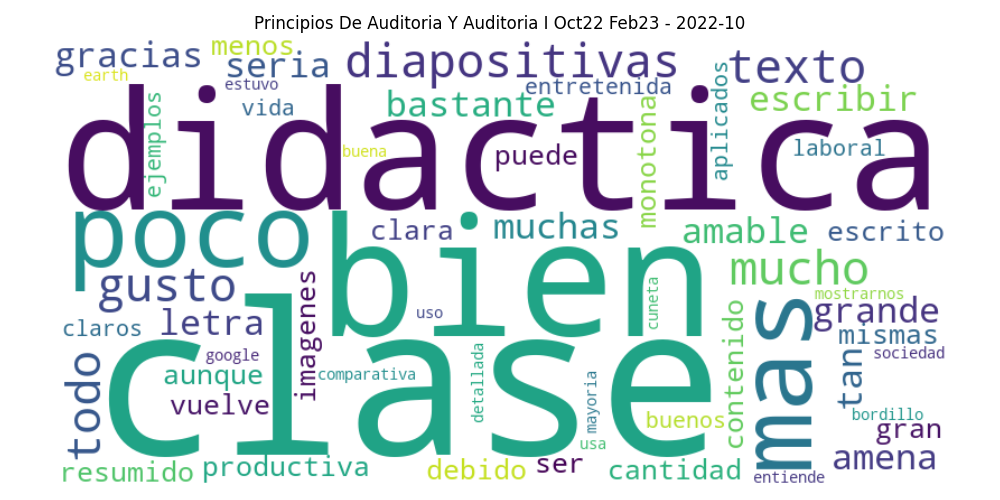 Principios De Auditoria Y Auditoria I Oct22 Feb23 - 2022-10
gracias
menos
seria
diapositivas
texto
earth
estuvo
entretenida
vida
bastante
escribir
ejemplos
didactica
buena
puede
monotona
aplicados
laboral
poco
bien
clara
muchas
amable
escrito
gusto
mucho
mostrarnos
claros
letra
imagenes
uso
cuneta
grande
mismas
todo
google
clase
aunque
comparativa
detallada
mayoria
contenido
mas
tan
sociedad
vuelve
buenos
bordillo
gran
usa
resumido
productiva
debido
ser
cantidad
amena
entiende